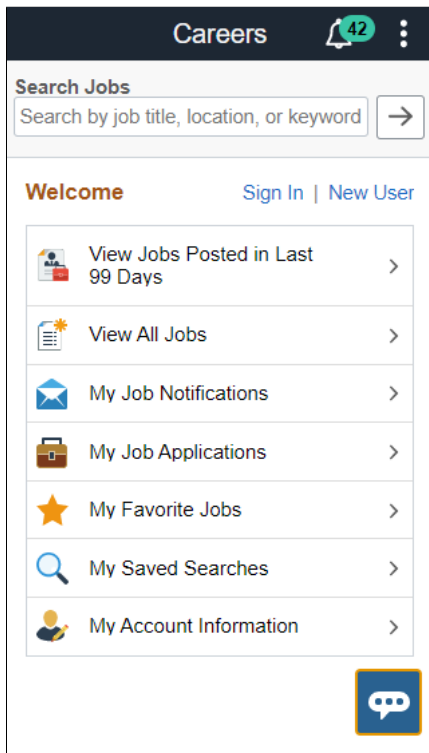 Careers
42
Search Jobs
Search by job title, location, or keyword
Welcome
Sign In | New User
View Jobs Posted in Last
99 Days
View All Jobs
My Job Notifications
My Job Applications
My Favorite Jobs
My Saved Searches
My Account Information